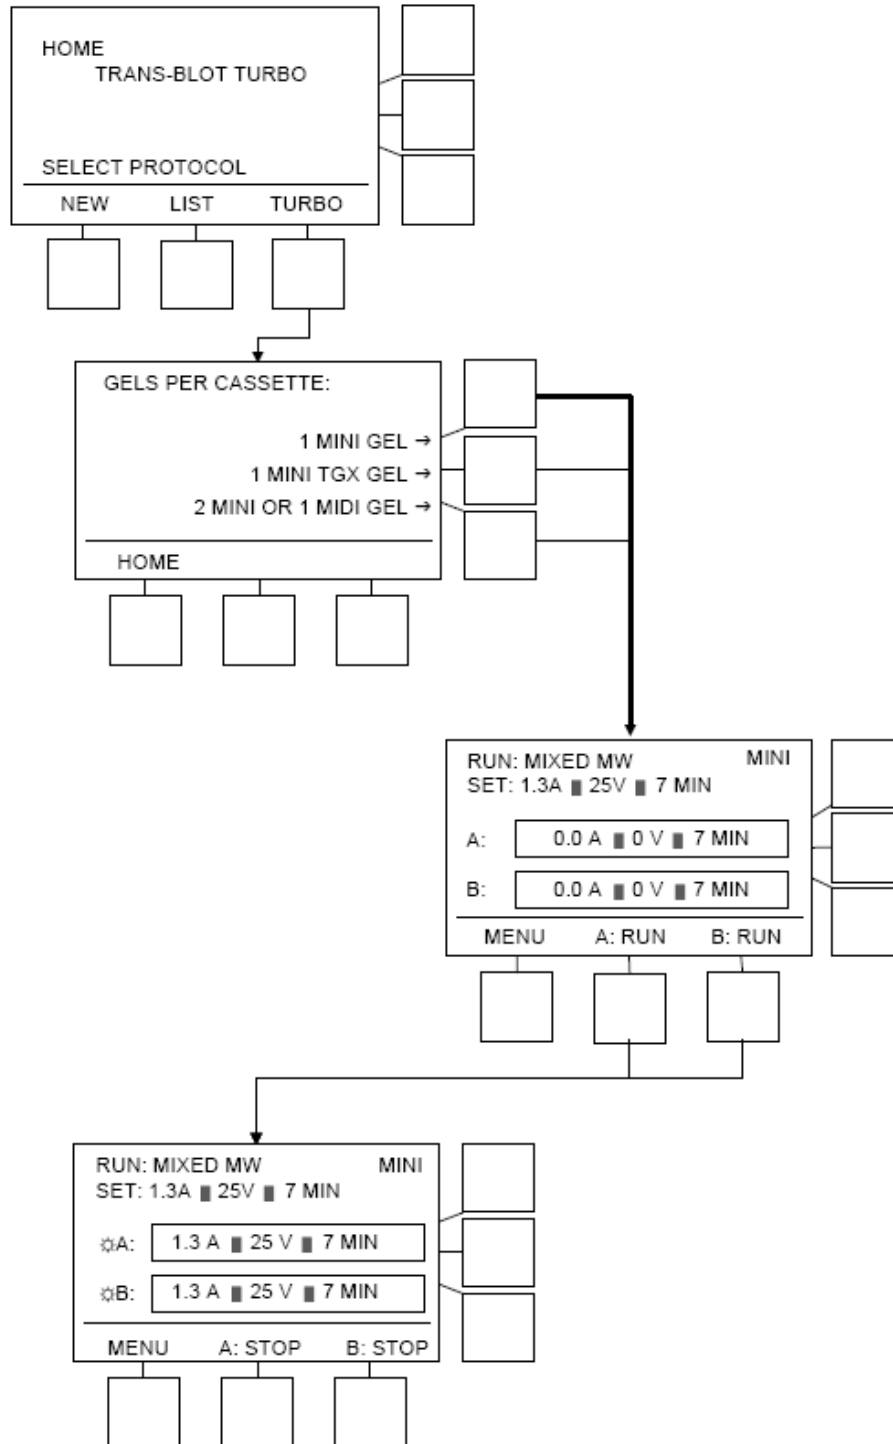 HOME
TRANS-BLOT TURBO
SELECT PROTOCOL
NEW LIST TURBO
GELS PER CASSETTE:
1 MINI GEL →
1 MINI TGX GEL →
2 MINI OR 1 MIDI GEL →
HOME
RUN: MIXED MW MINI
SET: 1.3A ■ 25V ■ 7 MIN
A: 0.0 A ■ 0 V ■ 7 MIN
B: 0.0 A ■ 0 V ■ 7 MIN
MENU A: RUN B: RUN
RUN: MIXED MW MINI
SET: 1.3A ■ 25V ■ 7 MIN
☼A: 1.3 A ■ 25 V ■ 7 MIN
☼B: 1.3 A ■ 25 V ■ 7 MIN
MENU A: STOP B: STOP